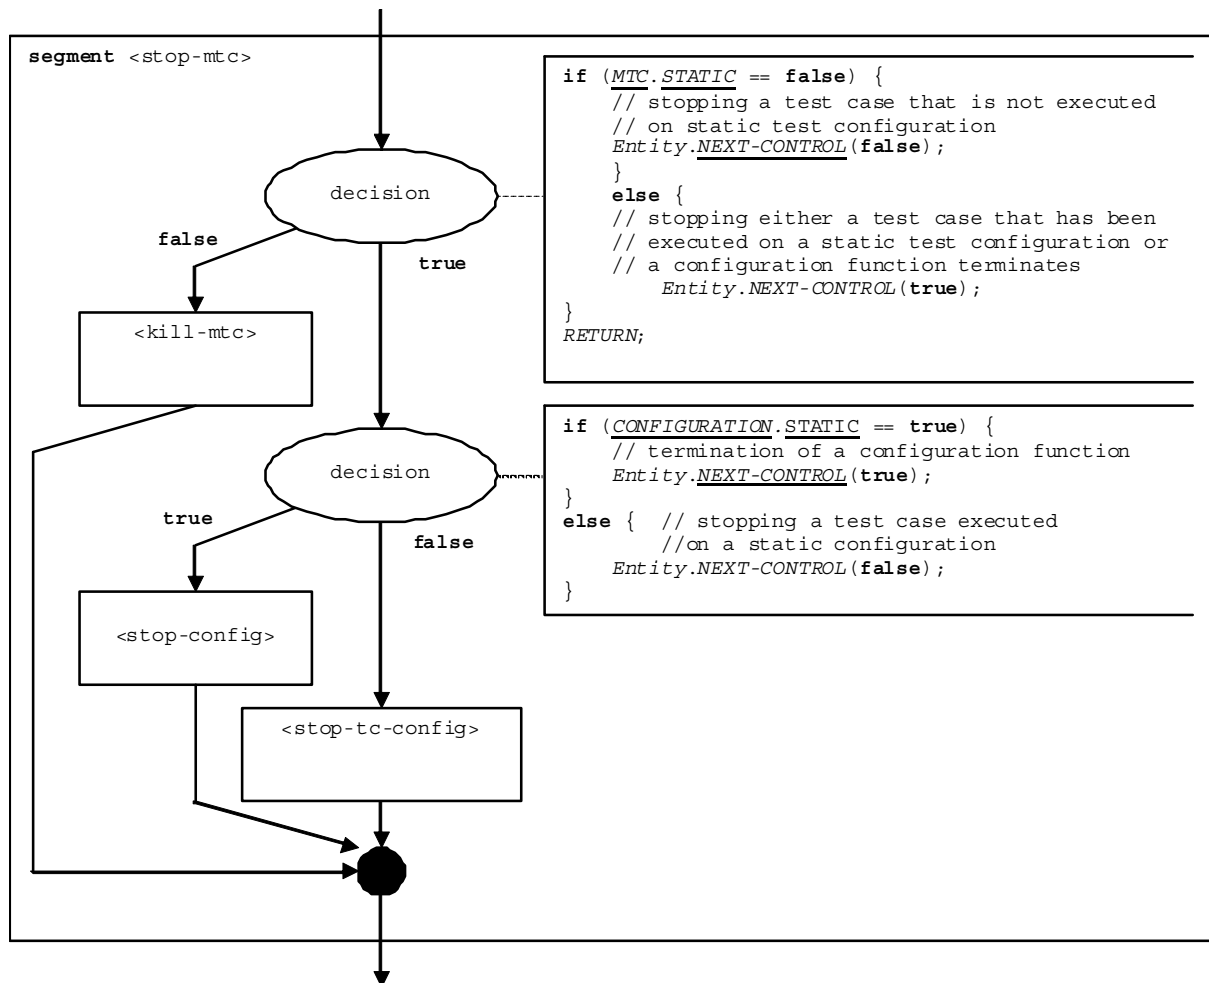 segment <stop-mtc>
if (MTC.STATIC == false) {
// stopping a test case that is not executed
// on static test configuration
Entity.NEXT-CONTROL(false);
}
else {
// stopping either a test case that has been
// executed on a static test configuration or
// a configuration function terminates
Entity.NEXT-CONTROL(true);
}
RETURN;
decision
false
true
<kill-mtc>
if (CONFIGURATION.STATIC == true) {
// termination of a configuration function
Entity.NEXT-CONTROL(true);
}
else { // stopping a test case executed
//on a static configuration
Entity.NEXT-CONTROL(false);
}
decision
true
false
<stop-config>
<stop-tc-config>